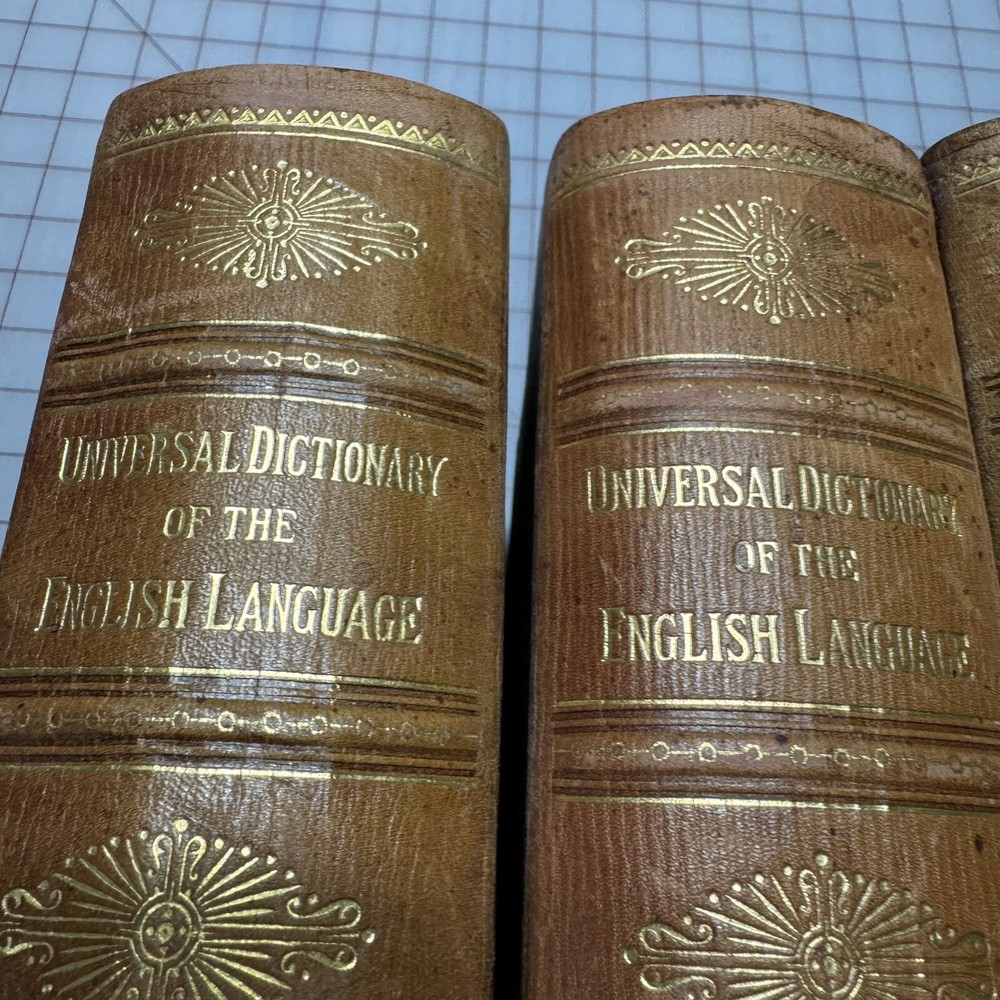 UNIVERSAL DICTIONARY
OF THE
ENGLISH LANGUAGE
UNIVERSAL DICTIONARY
OF THE
ENGLISH LANGUAGE